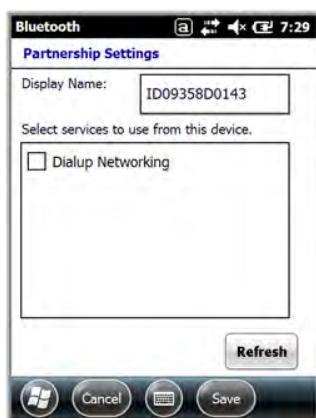 Bluetooth a 7:29
Partnership Settings
Display Name: ID09358D0143
Select services to use from this device.
Dialup Networking
Refresh
Cancel Save